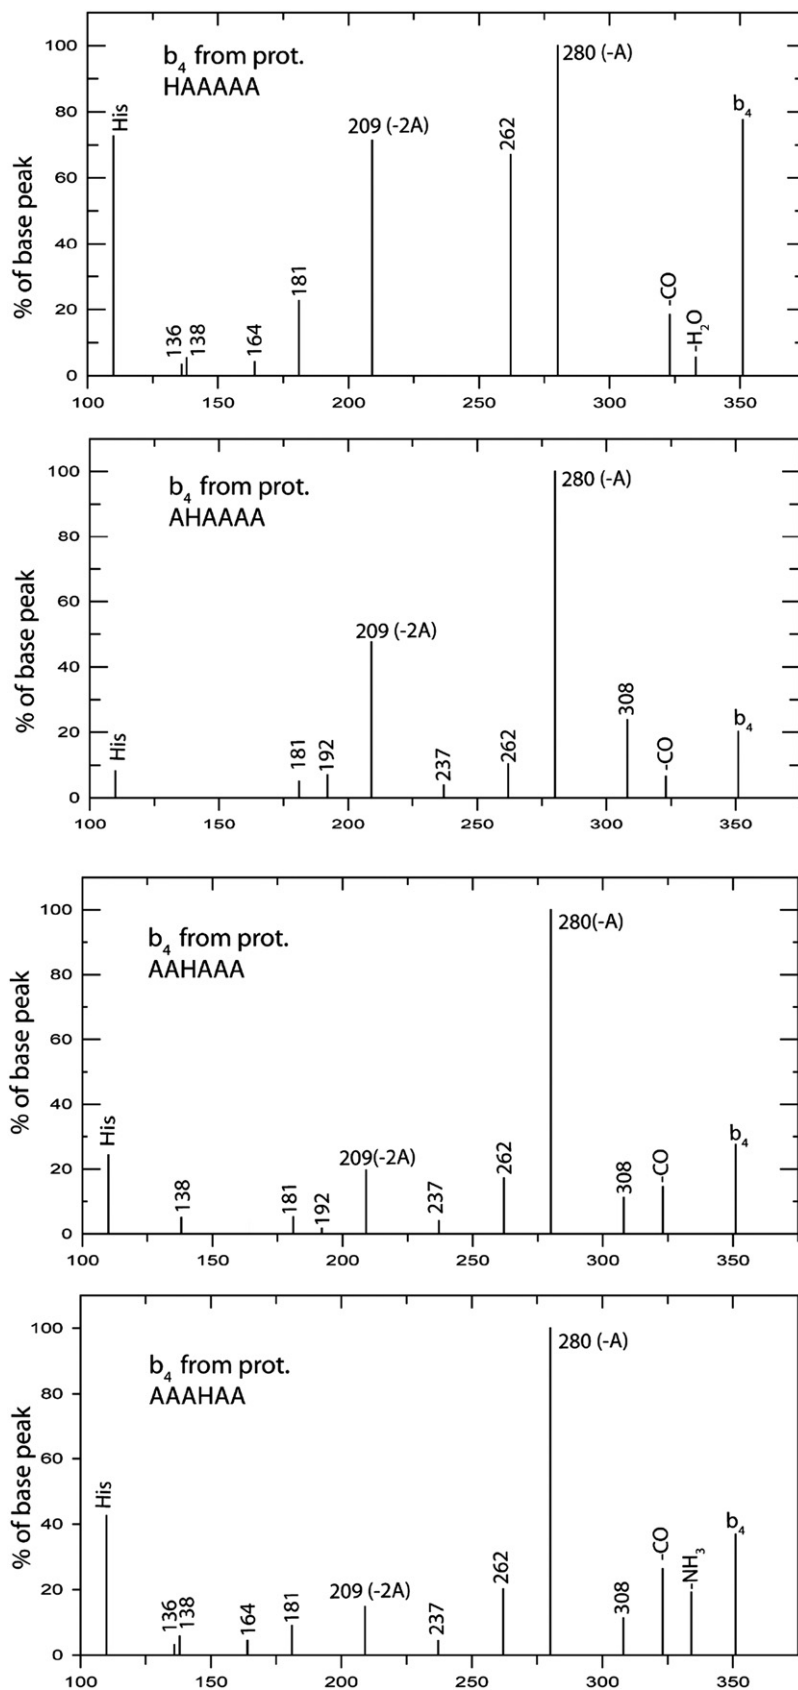 b₄ from prot.
HAAAAA
% of base peak
100
80
60
40
20
0
His
136
138
164
181
209 (-2A)
262
280 (-A)
-CO
-H₂O
b₄
100
150
200
250
300
350
b₄ from prot.
AHAAAA
% of base peak
100
80
60
40
20
0
His
181
192
209 (-2A)
237
262
280 (-A)
308
-CO
b₄
100
150
200
250
300
350
b₄ from prot.
AAHAAA
% of base peak
100
80
60
40
20
0
His
138
181
192
209(-2A)
237
262
280(-A)
308
-CO
b₄
100
150
200
250
300
350
b₄ from prot.
AAAHAA
% of base peak
100
80
60
40
20
0
His
136
138
164
181
209 (-2A)
237
262
280 (-A)
308
-CO
-NH₃
b₄
100
150
200
250
300
350